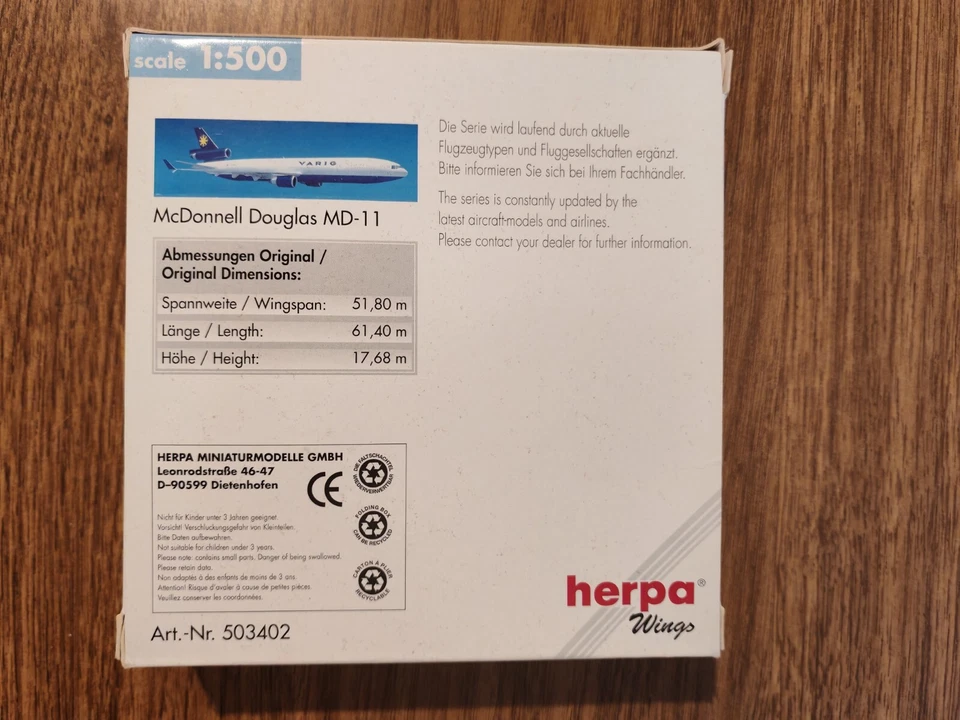 scale 1:500
VARIG
McDonnell Douglas MD-11
Abmessungen Original /
Original Dimensions:
Spannweite / Wingspan: 51,80 m
Länge / Length: 61,40 m
Höhe / Height: 17,68 m
Die Serie wird laufend durch aktuelle
Flugzeugtypen und Fluggesellschaften ergänzt.
Bitte informieren Sie sich bei Ihrem Fachhändler.
The series is constantly updated by the
latest aircraft-models and airlines.
Please contact your dealer for further information.
HERPA MINIATURMODELLE GMBH
Leonrodstraße 46-47
D-90599 Dietenhofen
CE
Nicht für Kinder unter 3 Jahren geeignet.
Vorsicht! Verschluckungsgefahr von Kleinteilen.
Bitte Daten aufbewahren.
Not suitable for children under 3 years.
Please note: contains small parts. Danger of being swallowed.
Please retain data.
Non adaptés à des enfants de moins de 3 ans.
Attention! Risque d'avaler à cause de petites pièces.
Veuillez conserver les coordonnées.
DIE FALTSCHACHTEL
WIEDERVERWERTBAR
FOLDING BOX
CAN BE RECYCLED
CARTON A PLIER
RECYCLABLE
Art.-Nr. 503402
herpa®
Wings